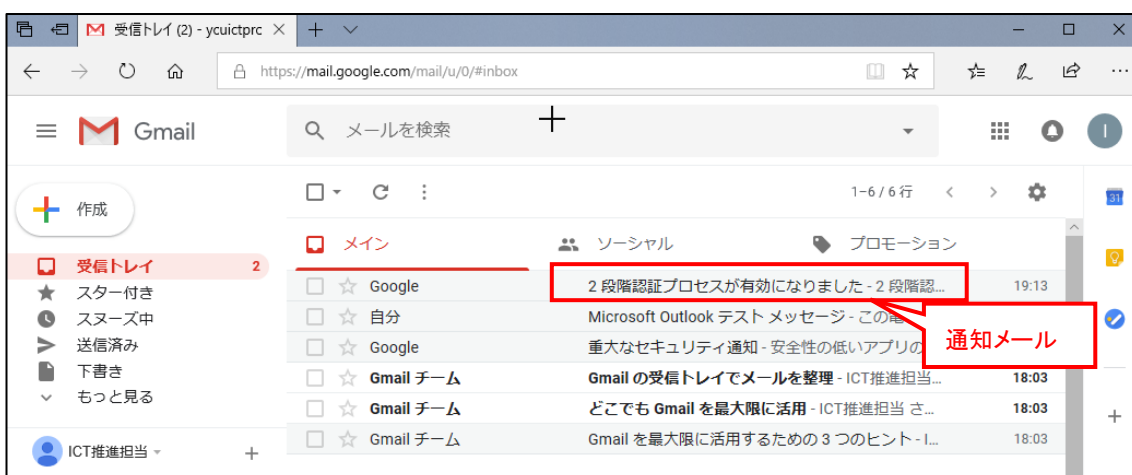 受信トレイ (2) - ycuictprc
https://mail.google.com/mail/u/0/#inbox
Gmail
メールを検索
I
作成
1-6 / 6 行
31
メイン
ソーシャル
プロモーション
受信トレイ 2
スター付き
スヌーズ中
送信済み
下書き
もっと見る
ICT推進担当
Google 2 段階認証プロセスが有効になりました - 2 段階認... 19:13
自分 Microsoft Outlook テスト メッセージ - この
Google 重大なセキュリティ通知 - 安全性の低いアプリの
Gmail チーム Gmail の受信トレイでメールを整理 - ICT推進担当... 18:03
Gmail チーム どこでも Gmail を最大限に活用 - ICT推進担当 さ... 18:03
Gmail チーム Gmail を最大限に活用するための 3 つのヒント - I... 18:03
通知メール